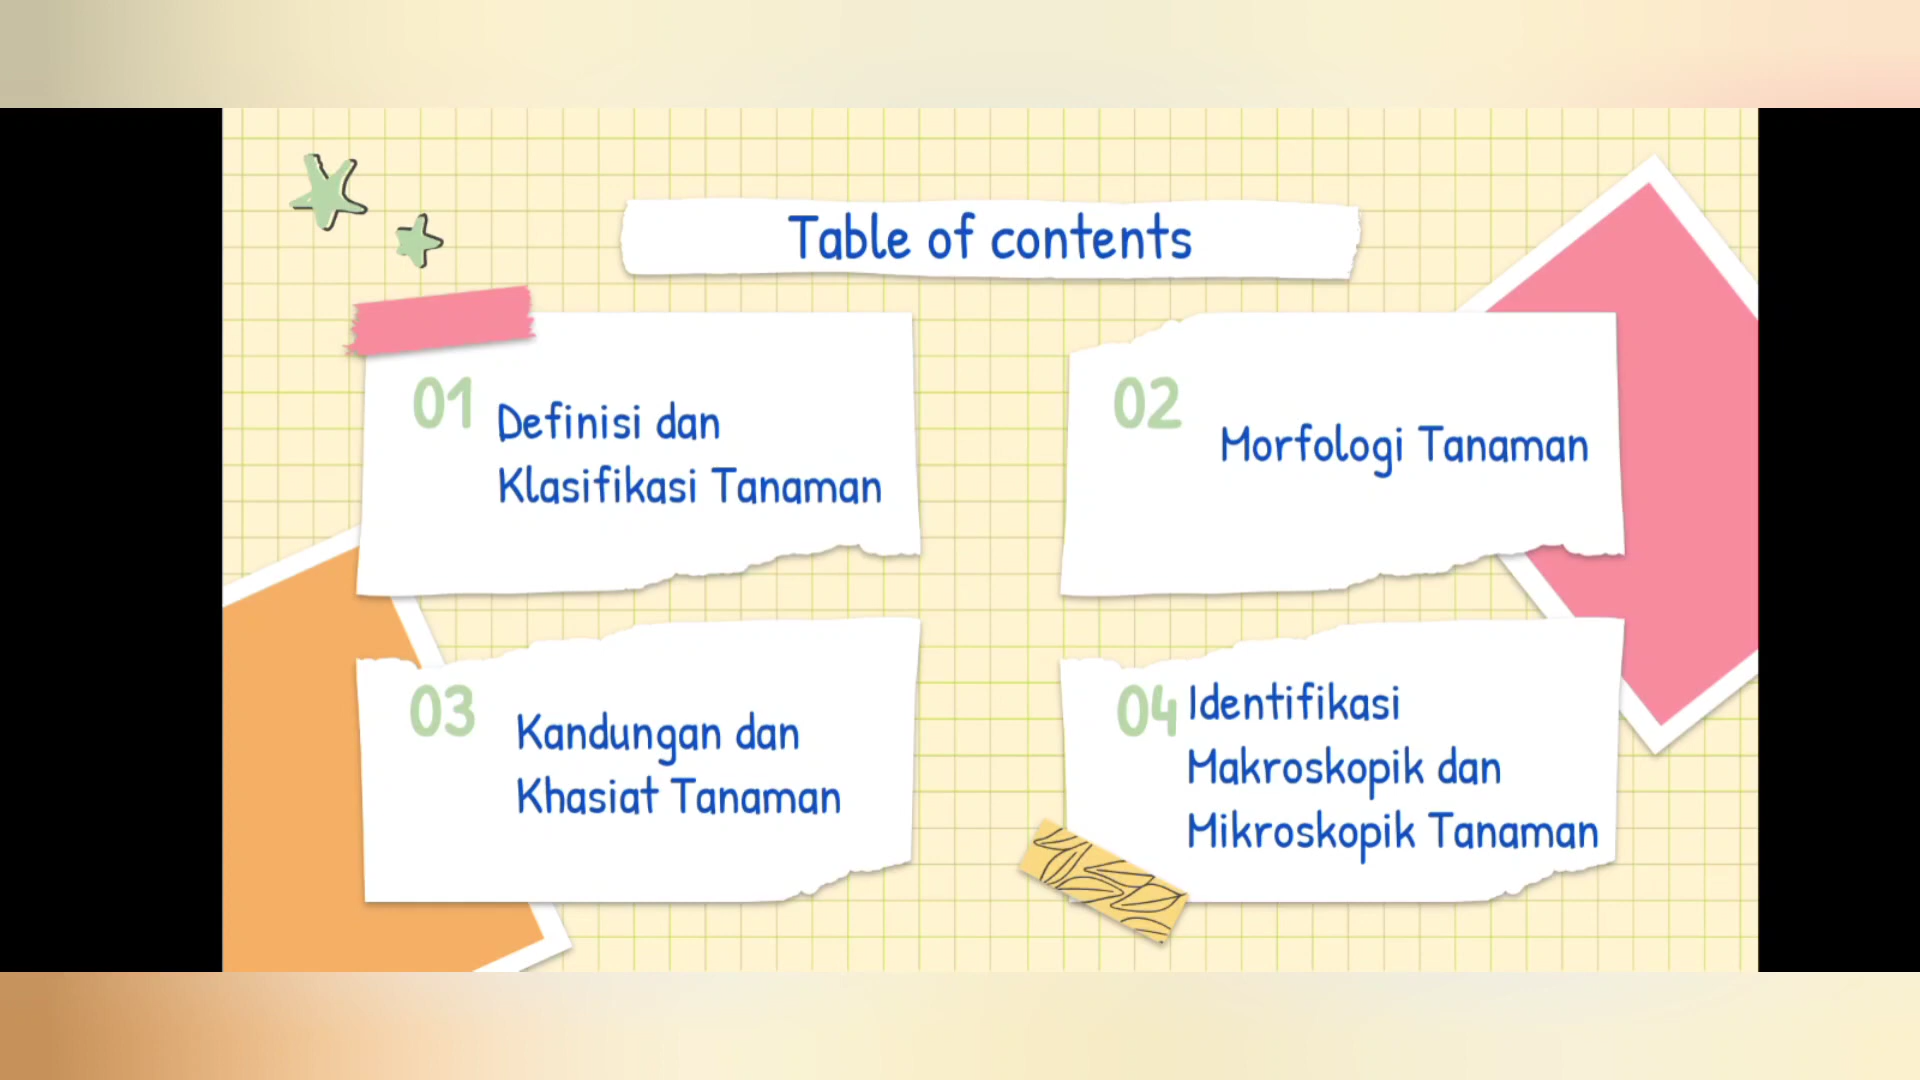 Table of contents
01
Definisi dan
Klasifikasi Tanaman
02
Morfologi Tanaman
03
Kandungan dan
Khasiat Tanaman
04
Identifikasi
Makroskopik dan
Mikroskopik Tanaman